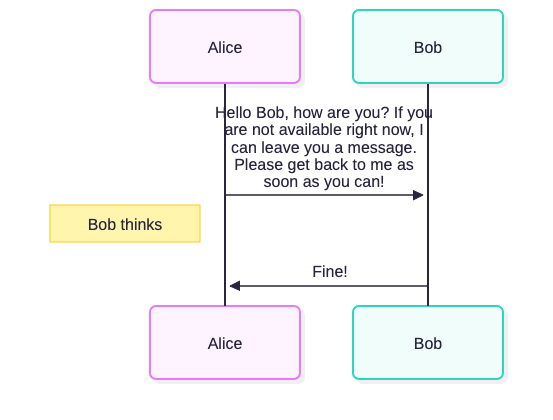 Alice
Bob
Hello Bob, how are you? If you
are not available right now, I
can leave you a message.
Please get back to me as
soon as you can!
Bob thinks
Fine!
Alice
Bob